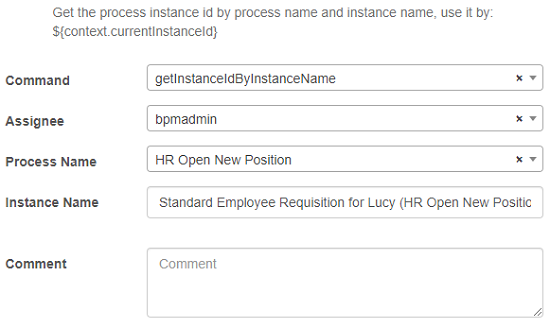 Get the process instance id by process name and instance name, use it by:
${context.currentInstanceId}
Command getInstanceIdByInstanceName
Assignee bpmadmin
Process Name HR Open New Position
Instance Name Standard Employee Requisition for Lucy (HR Open New Positio
Comment Comment